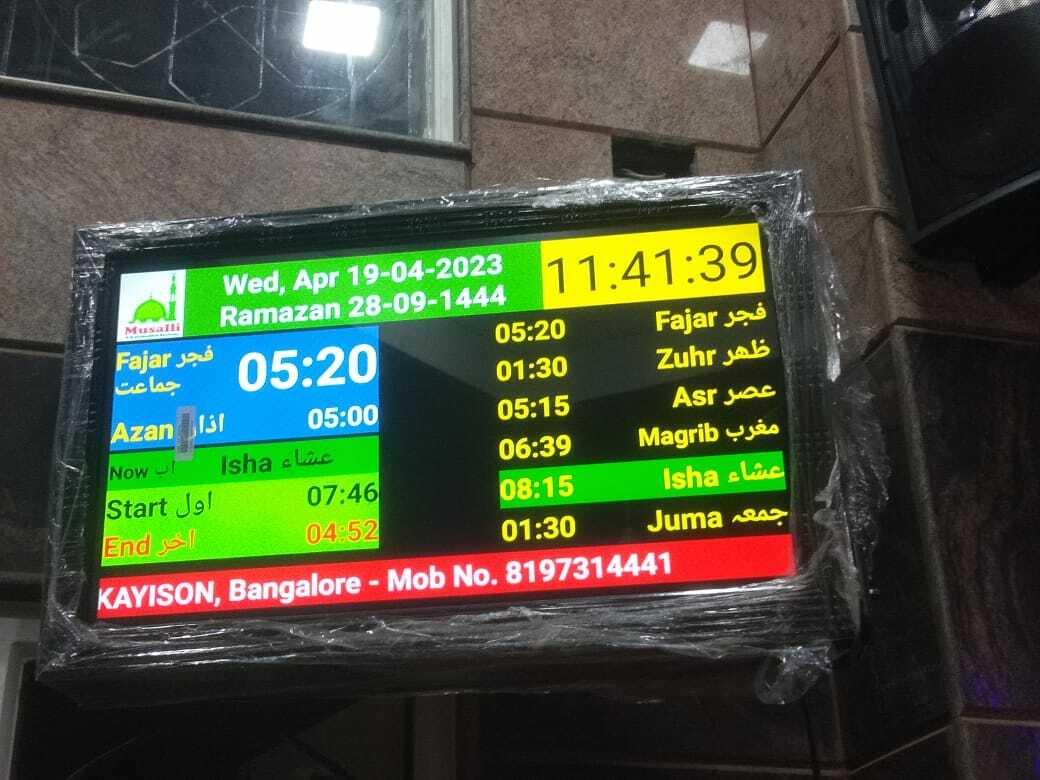 Wed, Apr 19-04-2023
Ramazan 28-09-1444
11:41:39
Musalli
Fajar فجر
جماعت
05:20
Azan اذا
05:00
Now اب Isha عشاء
Start اول 07:46
End اخر 04:52
05:20 Fajar فجر
01:30 Zuhr ظهر
05:15 Asr عصر
06:39 Magrib مغرب
08:15 Isha عشاء
01:30 Juma جمعہ
KAYISON, Bangalore - Mob No. 8197314441